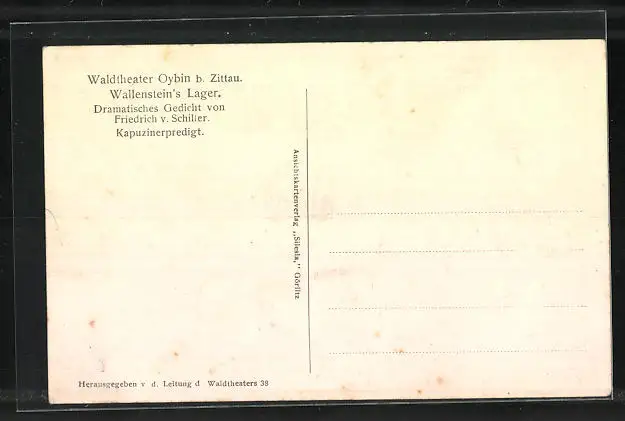 Waldtheater Oybin b. Zittau.
Wallenstein's Lager.
Dramatisches Gedicht von
Friedrich v. Schiller.
Kapuzinerpredigt.
Ansichtskartenverlag „Silesia," Görlitz
Herausgegeben v d. Leitung d Waldtheaters 38